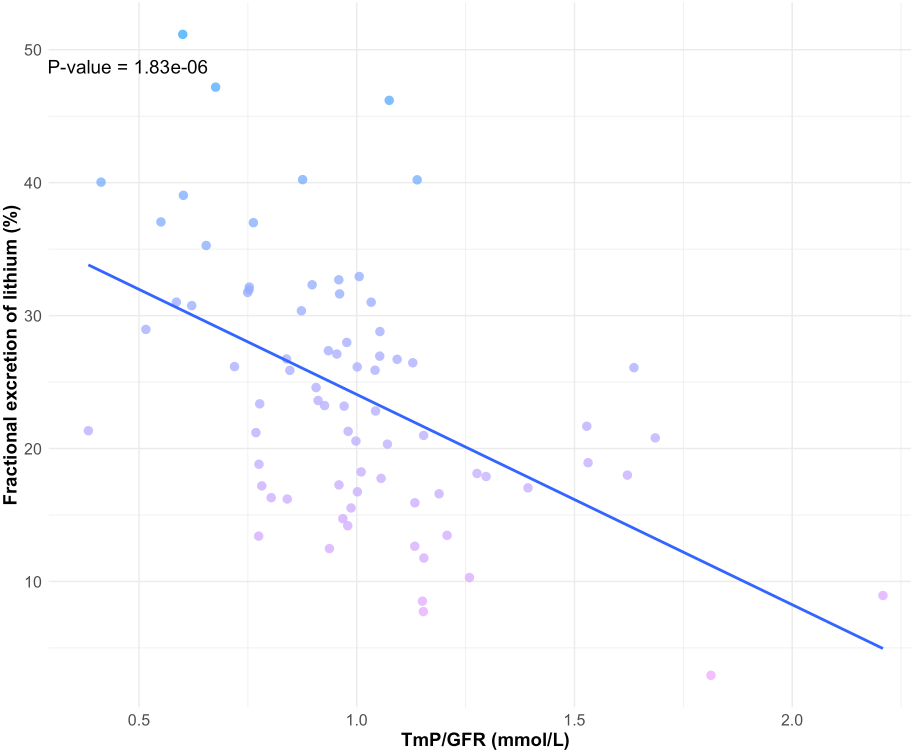 50
P-value = 1.83e-06
40
30
20
10
Fractional excretion of lithium (%)
0.5 1.0 1.5 2.0
TmP/GFR (mmol/L)